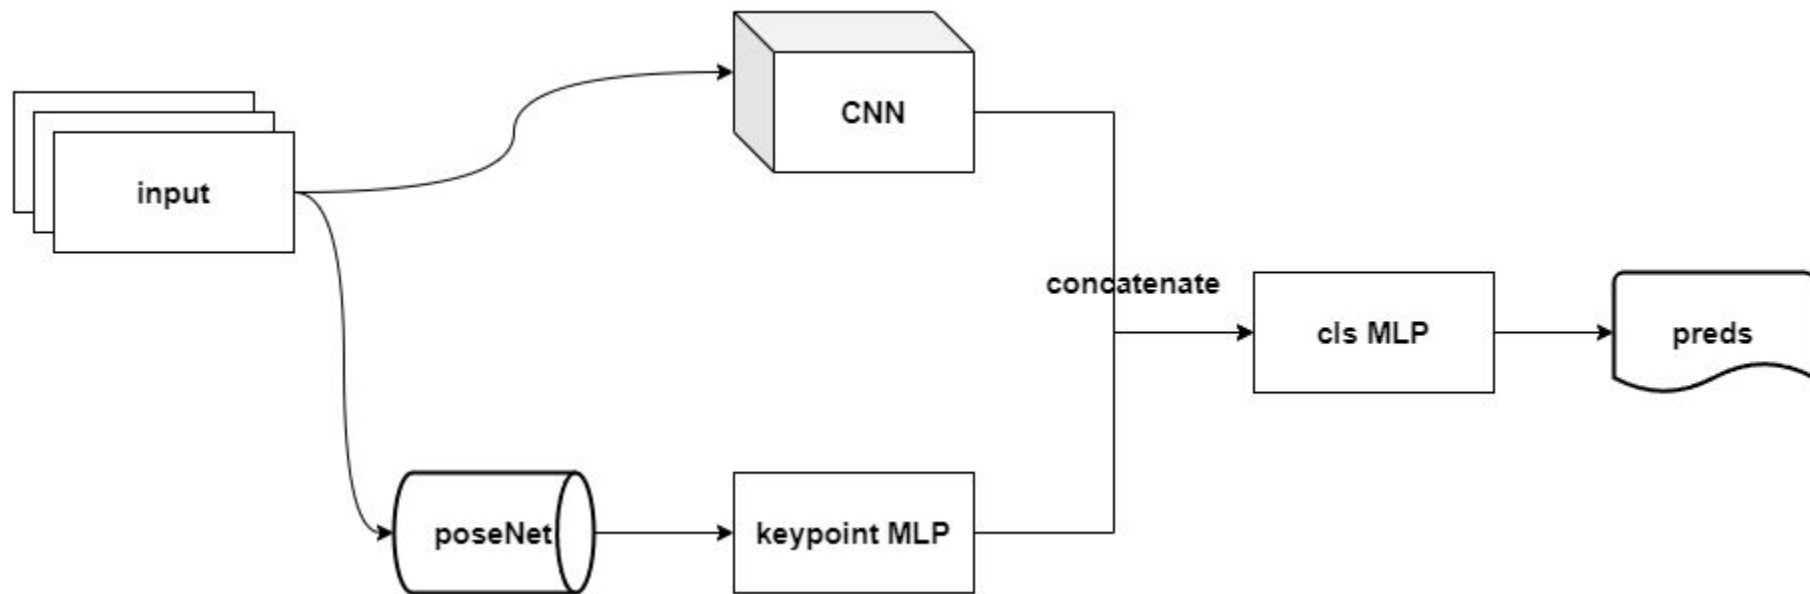 CNN
input
concatenate
cls MLP
preds
poseNet
keypoint MLP